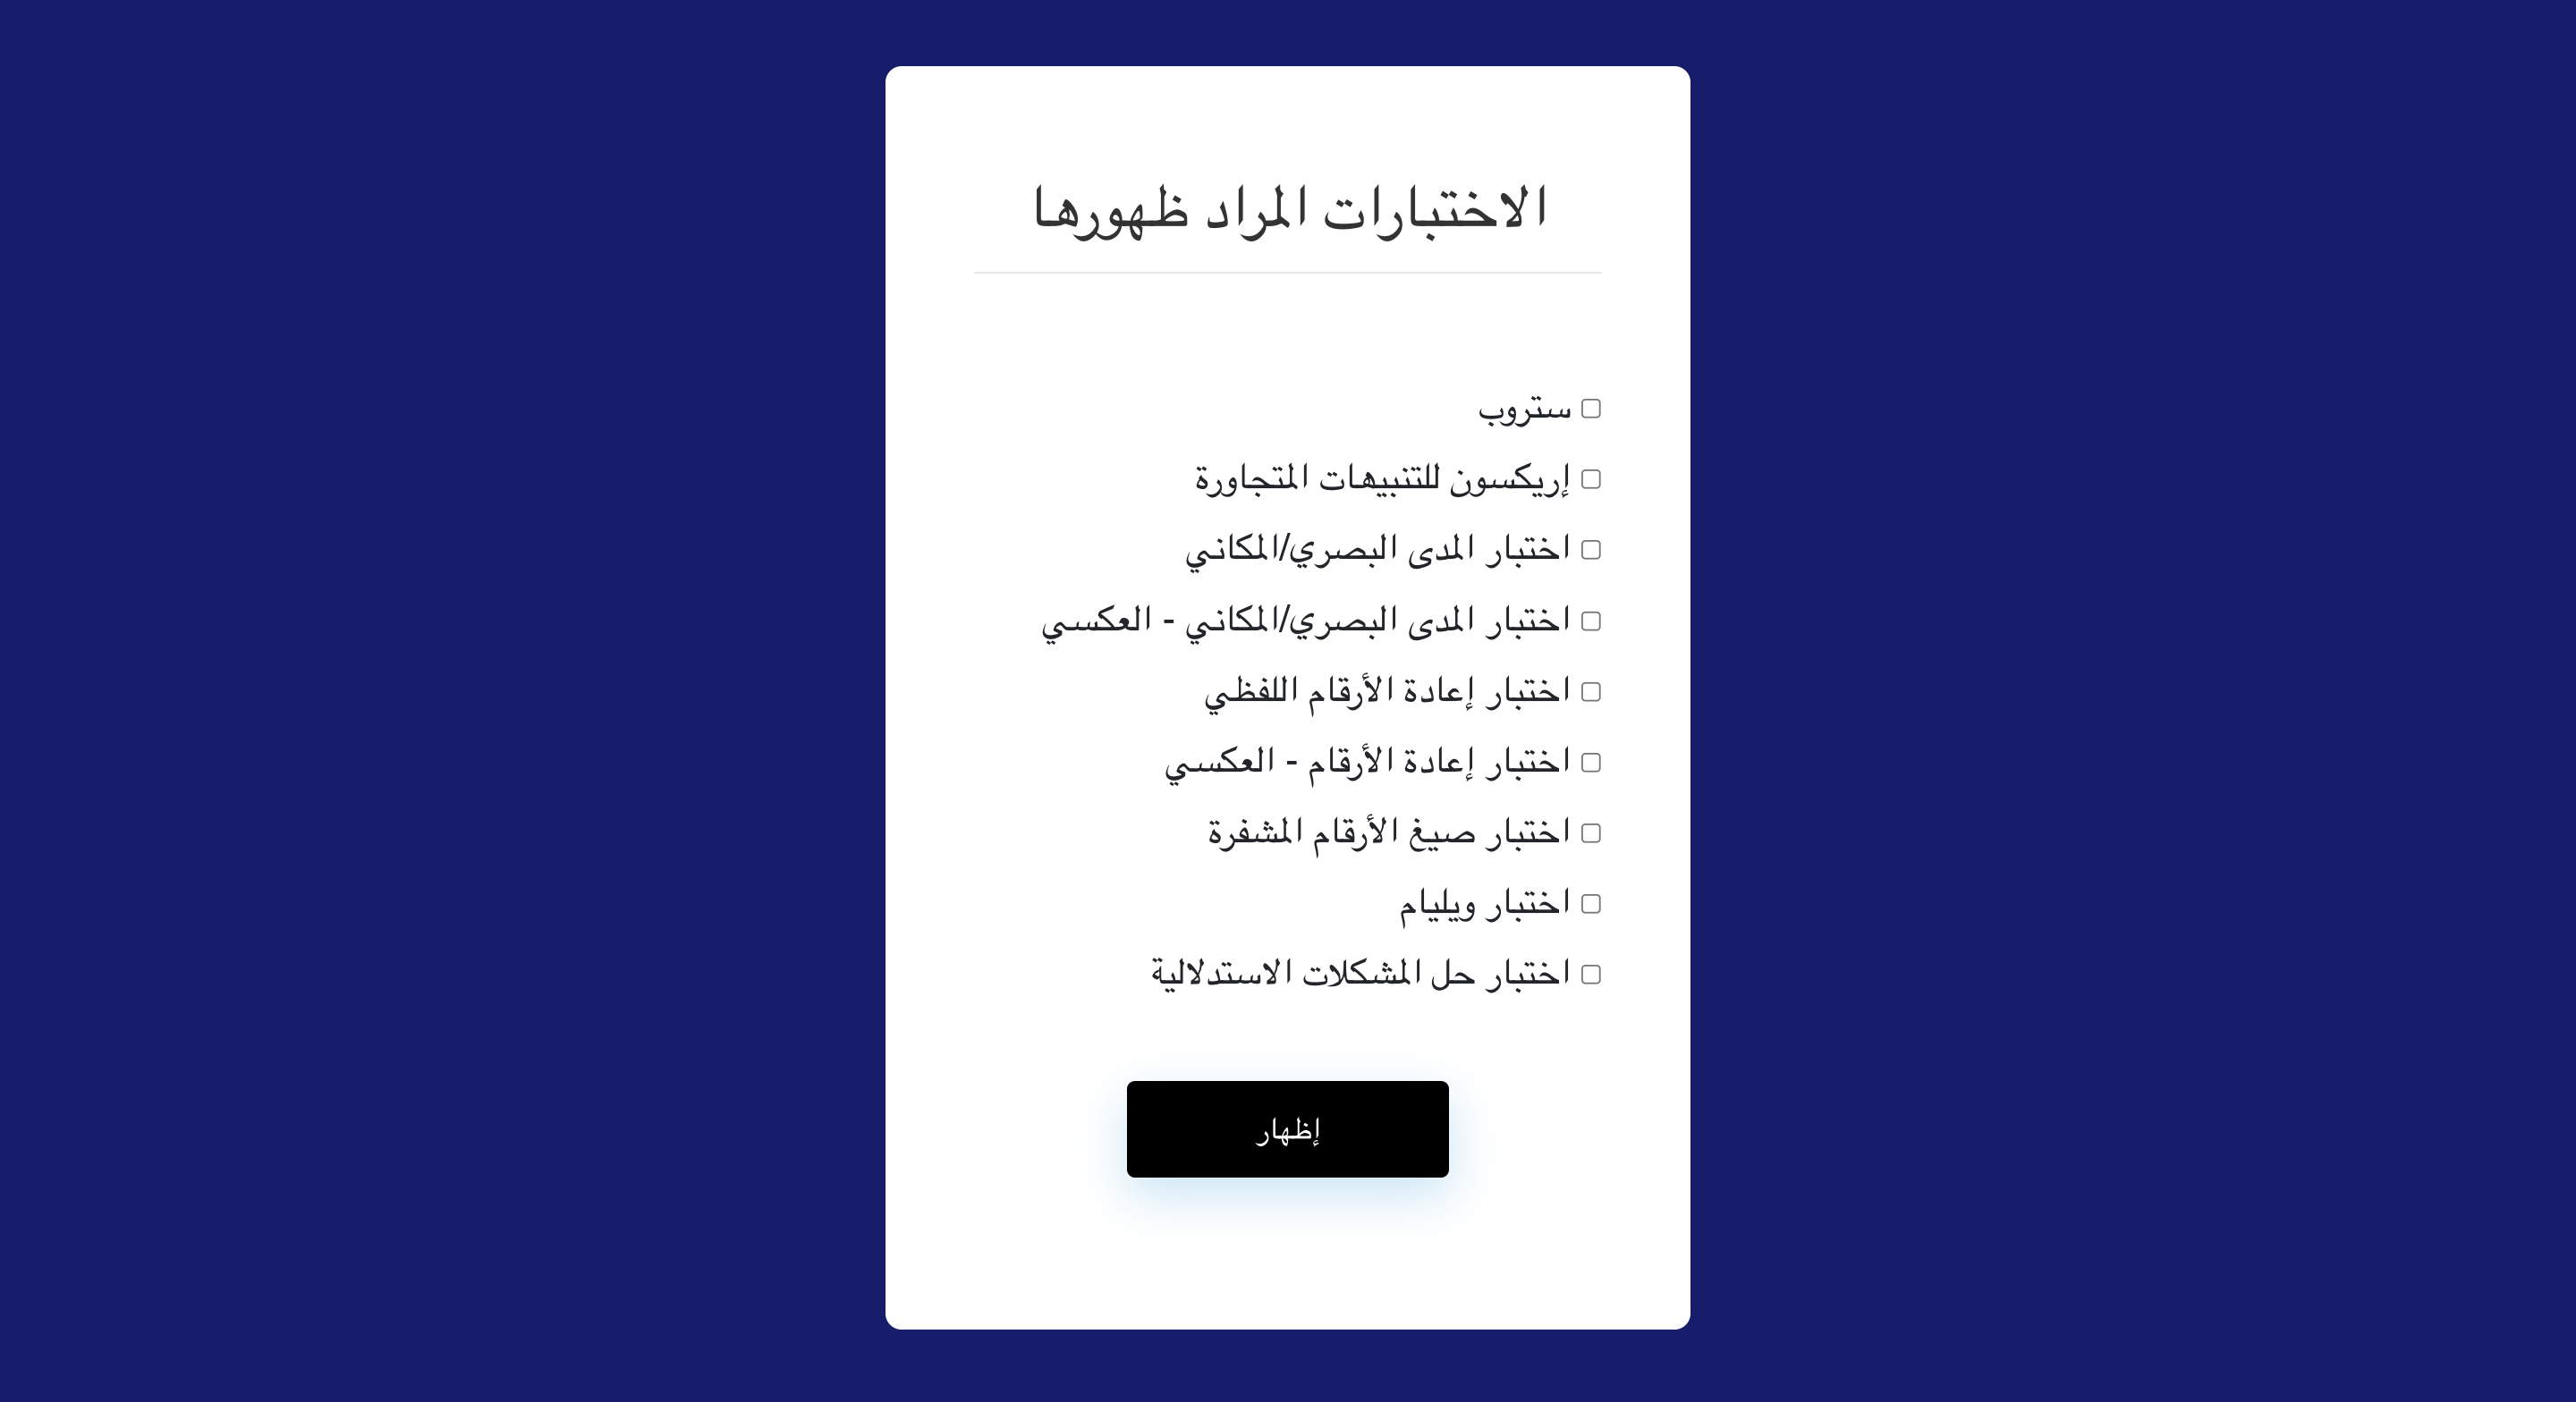 الاختبارات المراد ظهورها
ستروب
إريكسون للتنبيهات المتجاورة
اختبار المدى البصري/المكاني
اختبار المدى البصري/المكاني - العكسي
اختبار إعادة الأرقام اللفظي
اختبار إعادة الأرقام - العكسي
اختبار صيغ الأرقام المشفرة
اختبار ويليام
اختبار حل المشكلات الاستدلالية
إظهار